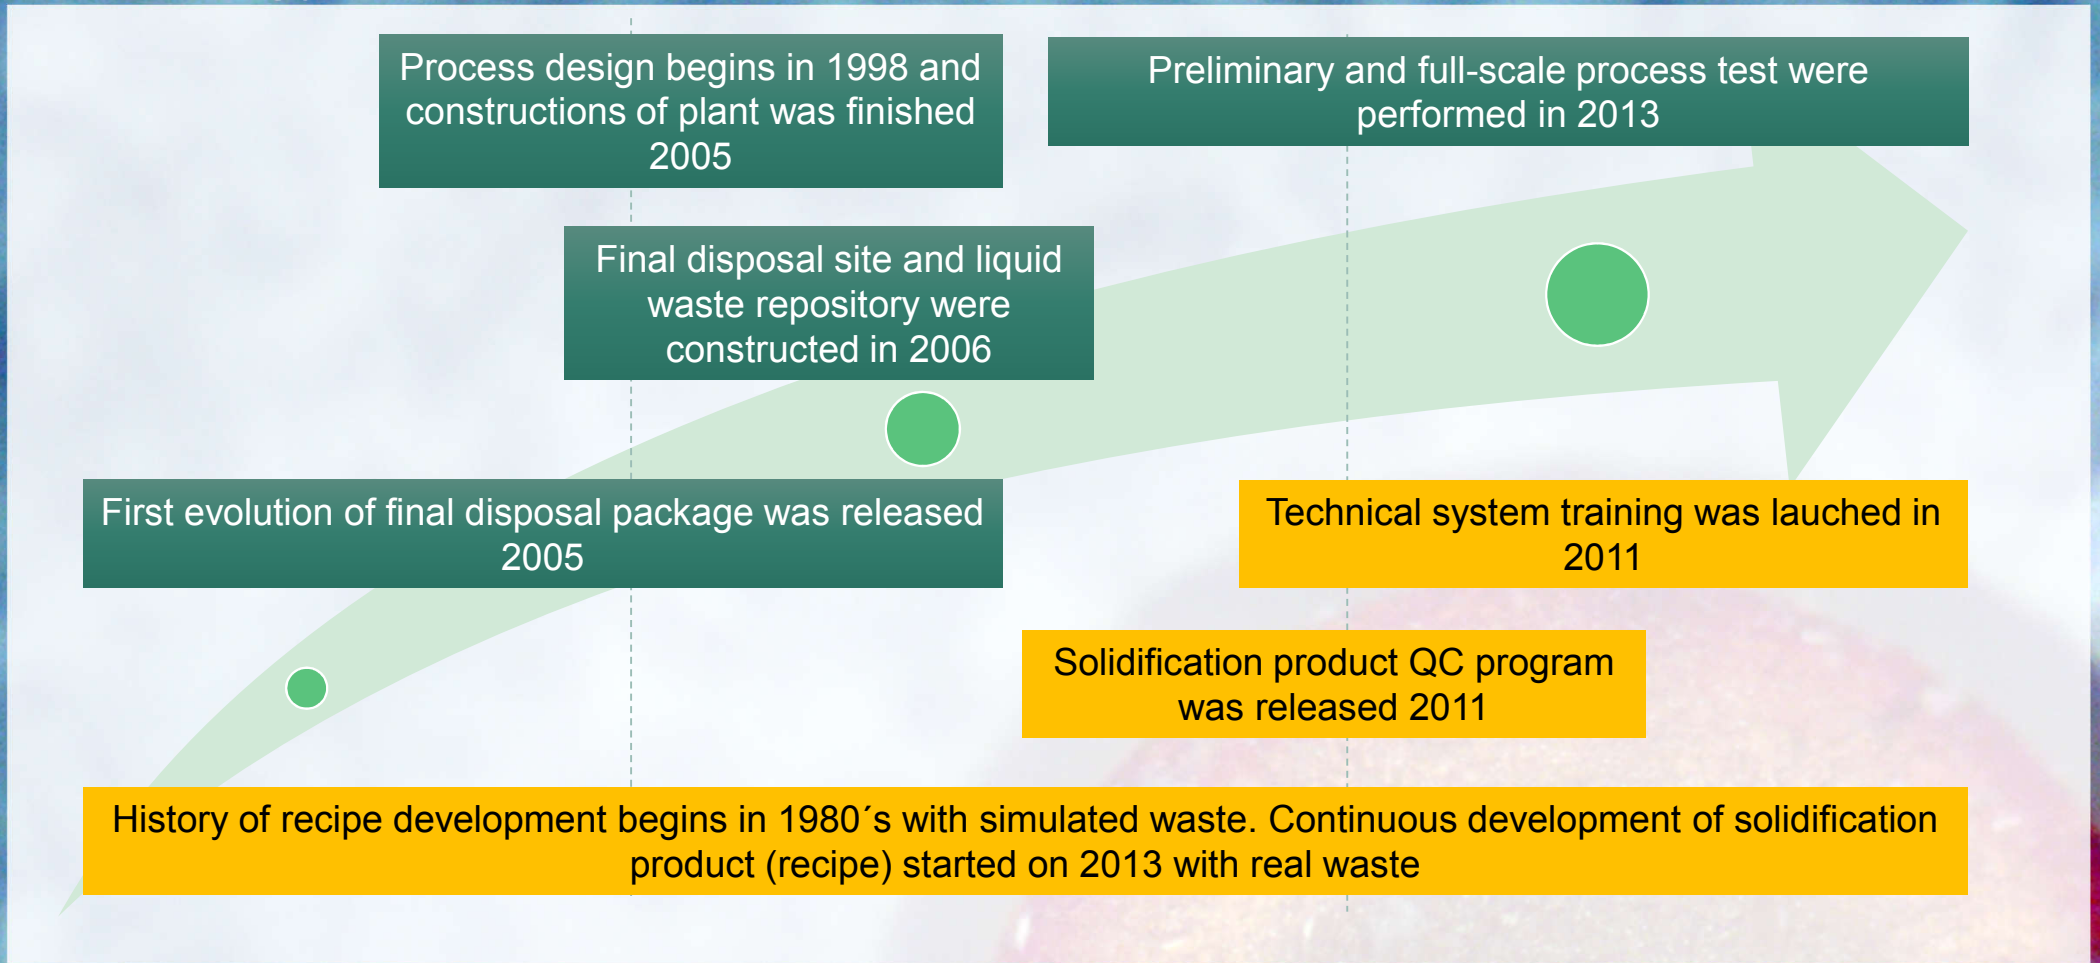 Process design begins in 1998 and
constructions of plant was finished
2005
Preliminary and full-scale process test were
performed in 2013
Final disposal site and liquid
waste repository were
constructed in 2006
First evolution of final disposal package was released
2005
Technical system training was lauched in
2011
Solidification product QC program
was released 2011
History of recipe development begins in 1980´s with simulated waste. Continuous development of solidification
product (recipe) started on 2013 with real waste